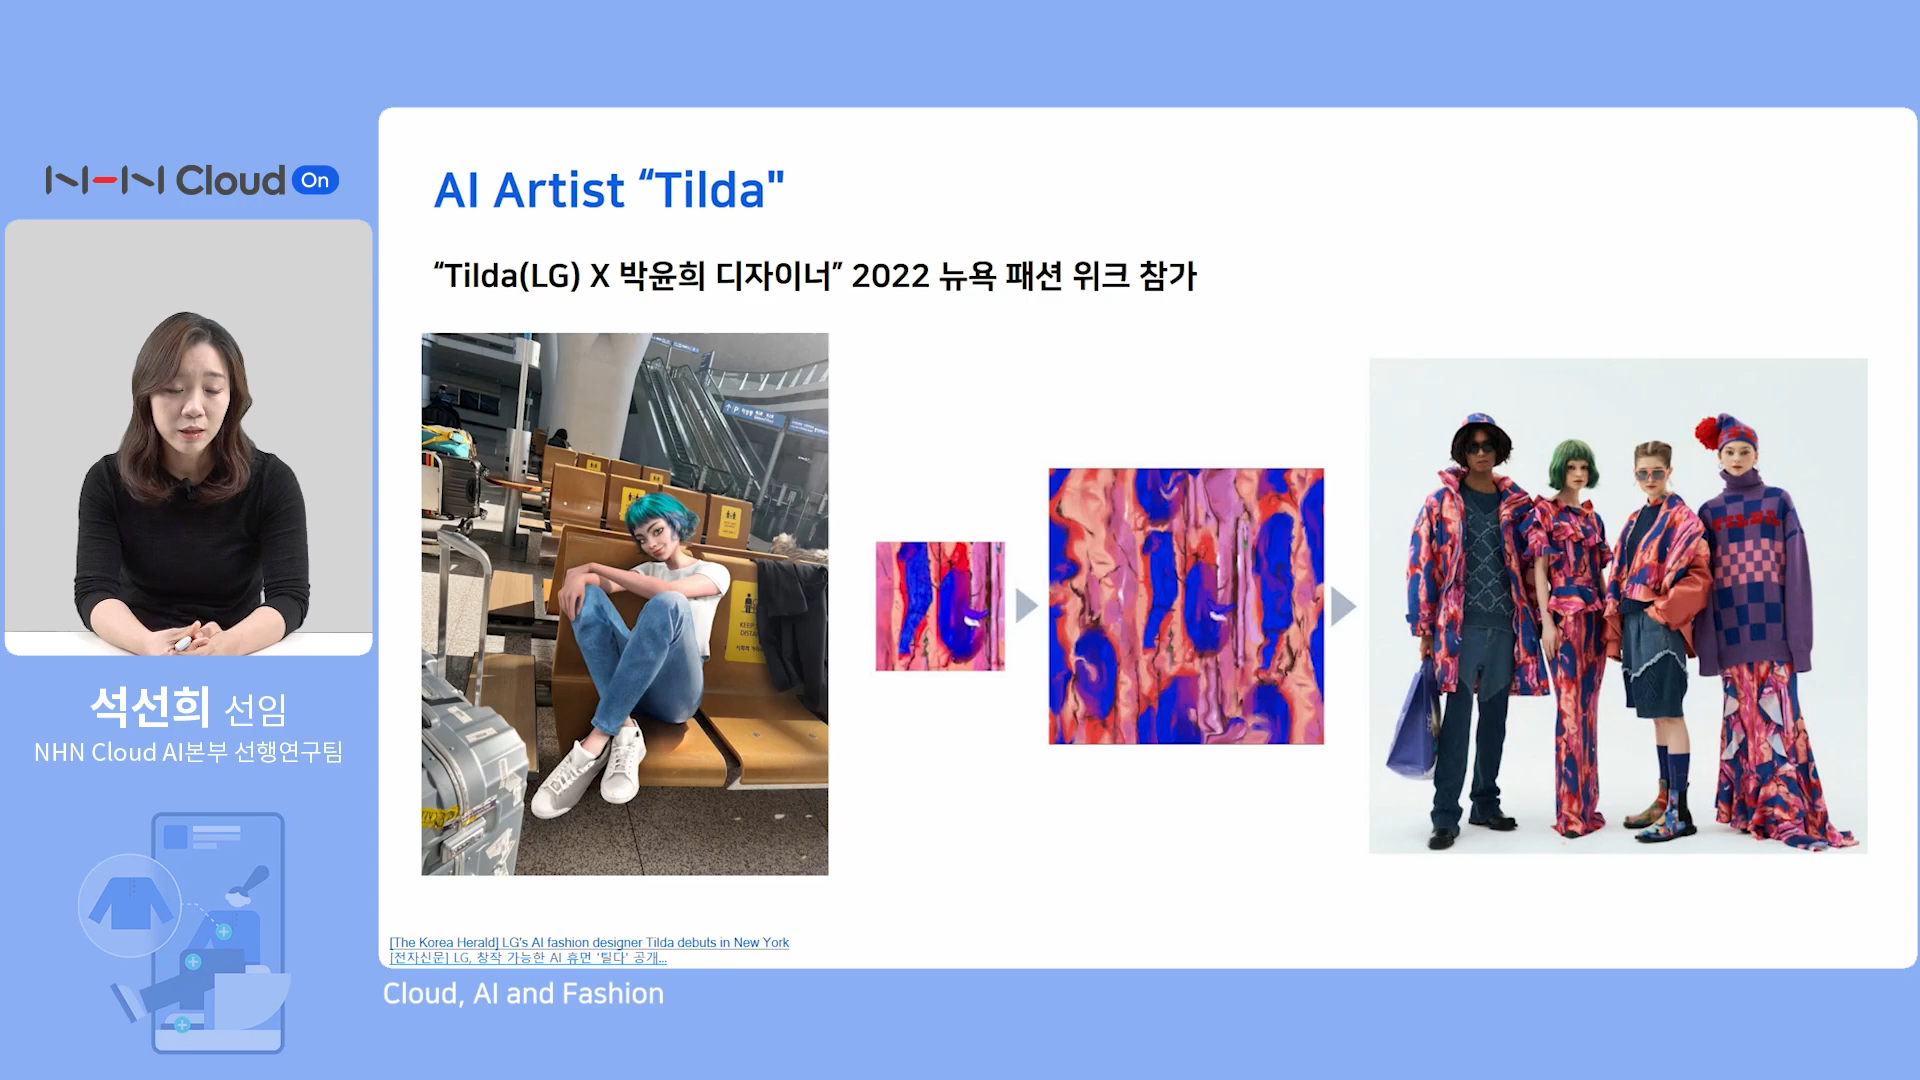 NHN Cloud On
AI Artist “Tilda"
“Tilda(LG) X 박윤희 디자이너” 2022 뉴욕 패션 위크 참가
TILDA
석선희 선임
NHN Cloud AI본부 선행연구팀
[The Korea Herald] LG's AI fashion designer Tilda debuts in New York
[전자신문] LG, 창작 가능한 AI 휴먼 '틸다' 공개...
Cloud, AI and Fashion